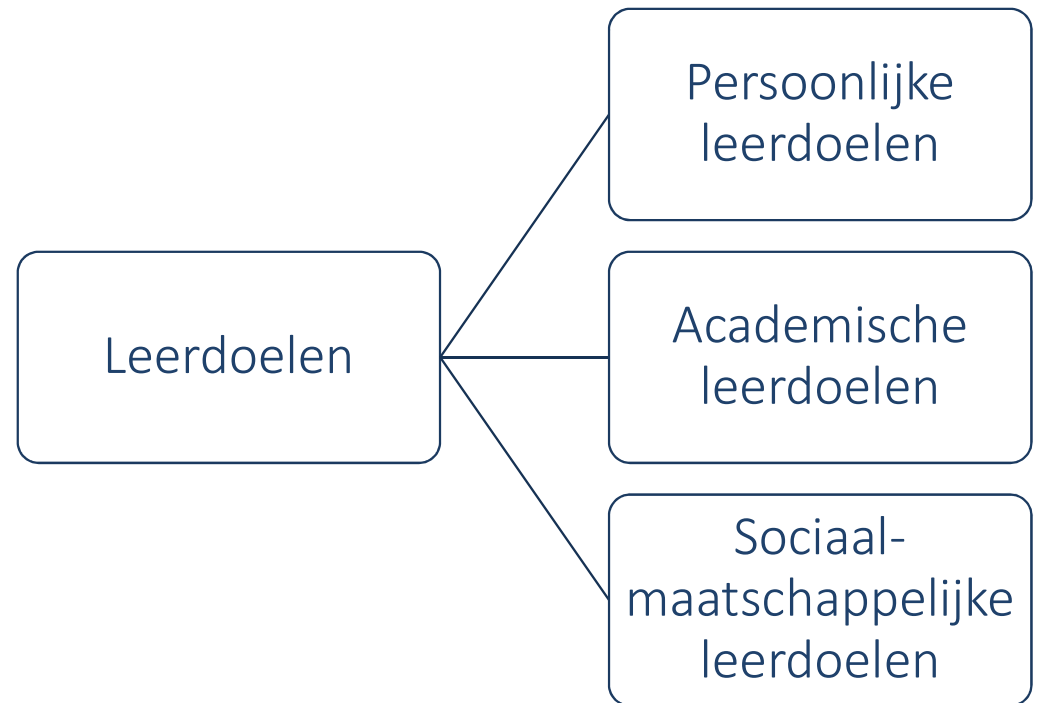 Leerdoelen
Persoonlijke
leerdoelen
Academische
leerdoelen
Sociaal-
maatschappelijke
leerdoelen